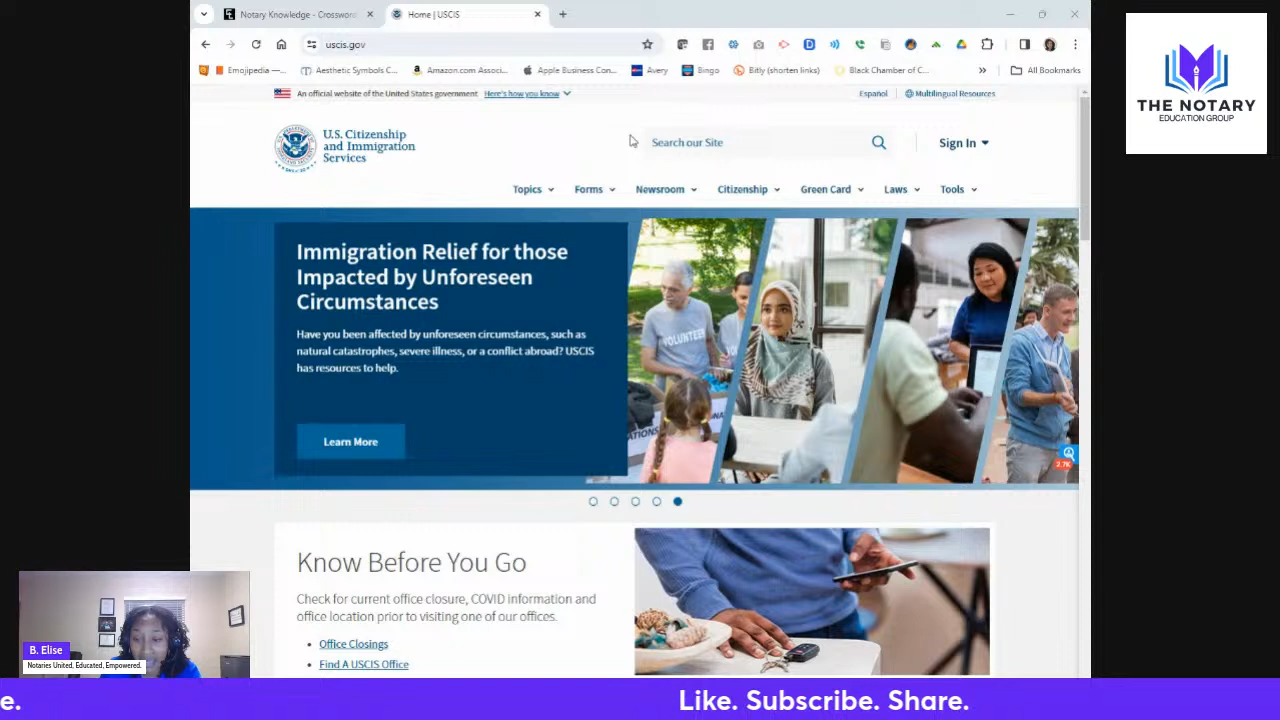 Notary Knowledge - Crossword
Home | USCIS
uscis.gov
Emojipedia —...
Aesthetic Symbols C...
Amazon.com Associ...
Apple Business Con...
Avery
Bingo
Bitly (shorten links)
Black Chamber of C...
All Bookmarks
An official website of the United States government
Here's how you know
Español
Multilingual Resources
U.S. Citizenship
and Immigration
Services
Search our Site
Sign In
Topics
Forms
Newsroom
Citizenship
Green Card
Laws
Tools
Immigration Relief for those
Impacted by Unforeseen
Circumstances
Have you been affected by unforeseen circumstances, such as
natural catastrophes, severe illness, or a conflict abroad? USCIS
has resources to help.
Learn More
VOLUNTEER
2.7K
Know Before You Go
Check for current office closure, COVID information and
office location prior to visiting one of our offices.
• Office Closings
• Find A USCIS Office
THE NOTARY
EDUCATION GROUP
B. Elise
Notaries United, Educated, Empowered.
e.
Like. Subscribe. Share.